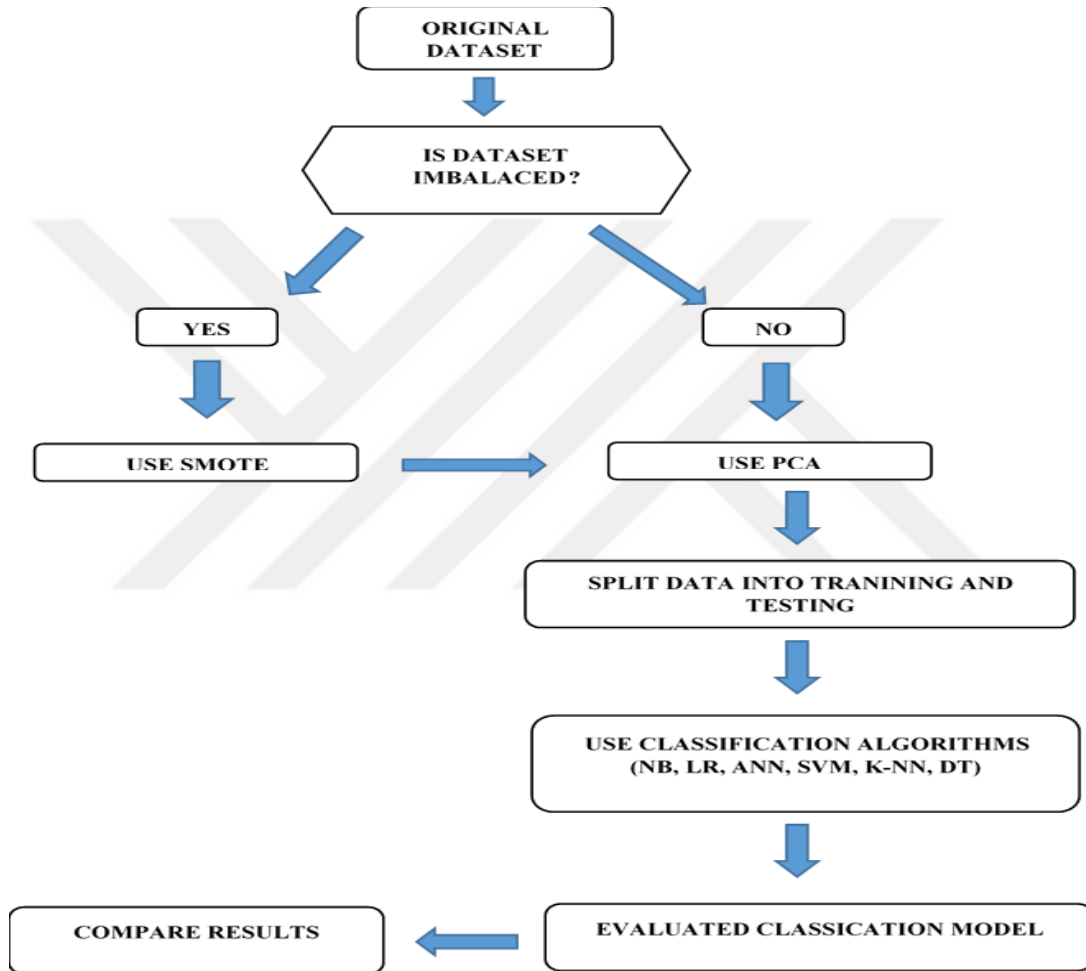 ORIGINAL
DATASET
IS DATASET
IMBALACED?
YES
NO
USE SMOTE
USE PCA
SPLIT DATA INTO TRANINING AND
TESTING
USE CLASSIFICATION ALGORITHMS
(NB, LR, ANN, SVM, K-NN, DT)
COMPARE RESULTS
EVALUATED CLASSICATION MODEL